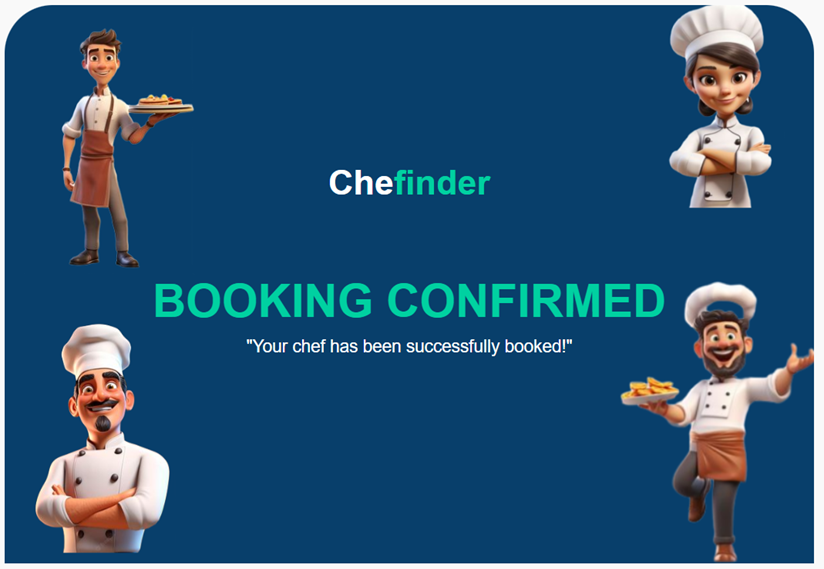 Chefinder
BOOKING CONFIRMED
"Your chef has been successfully booked!"